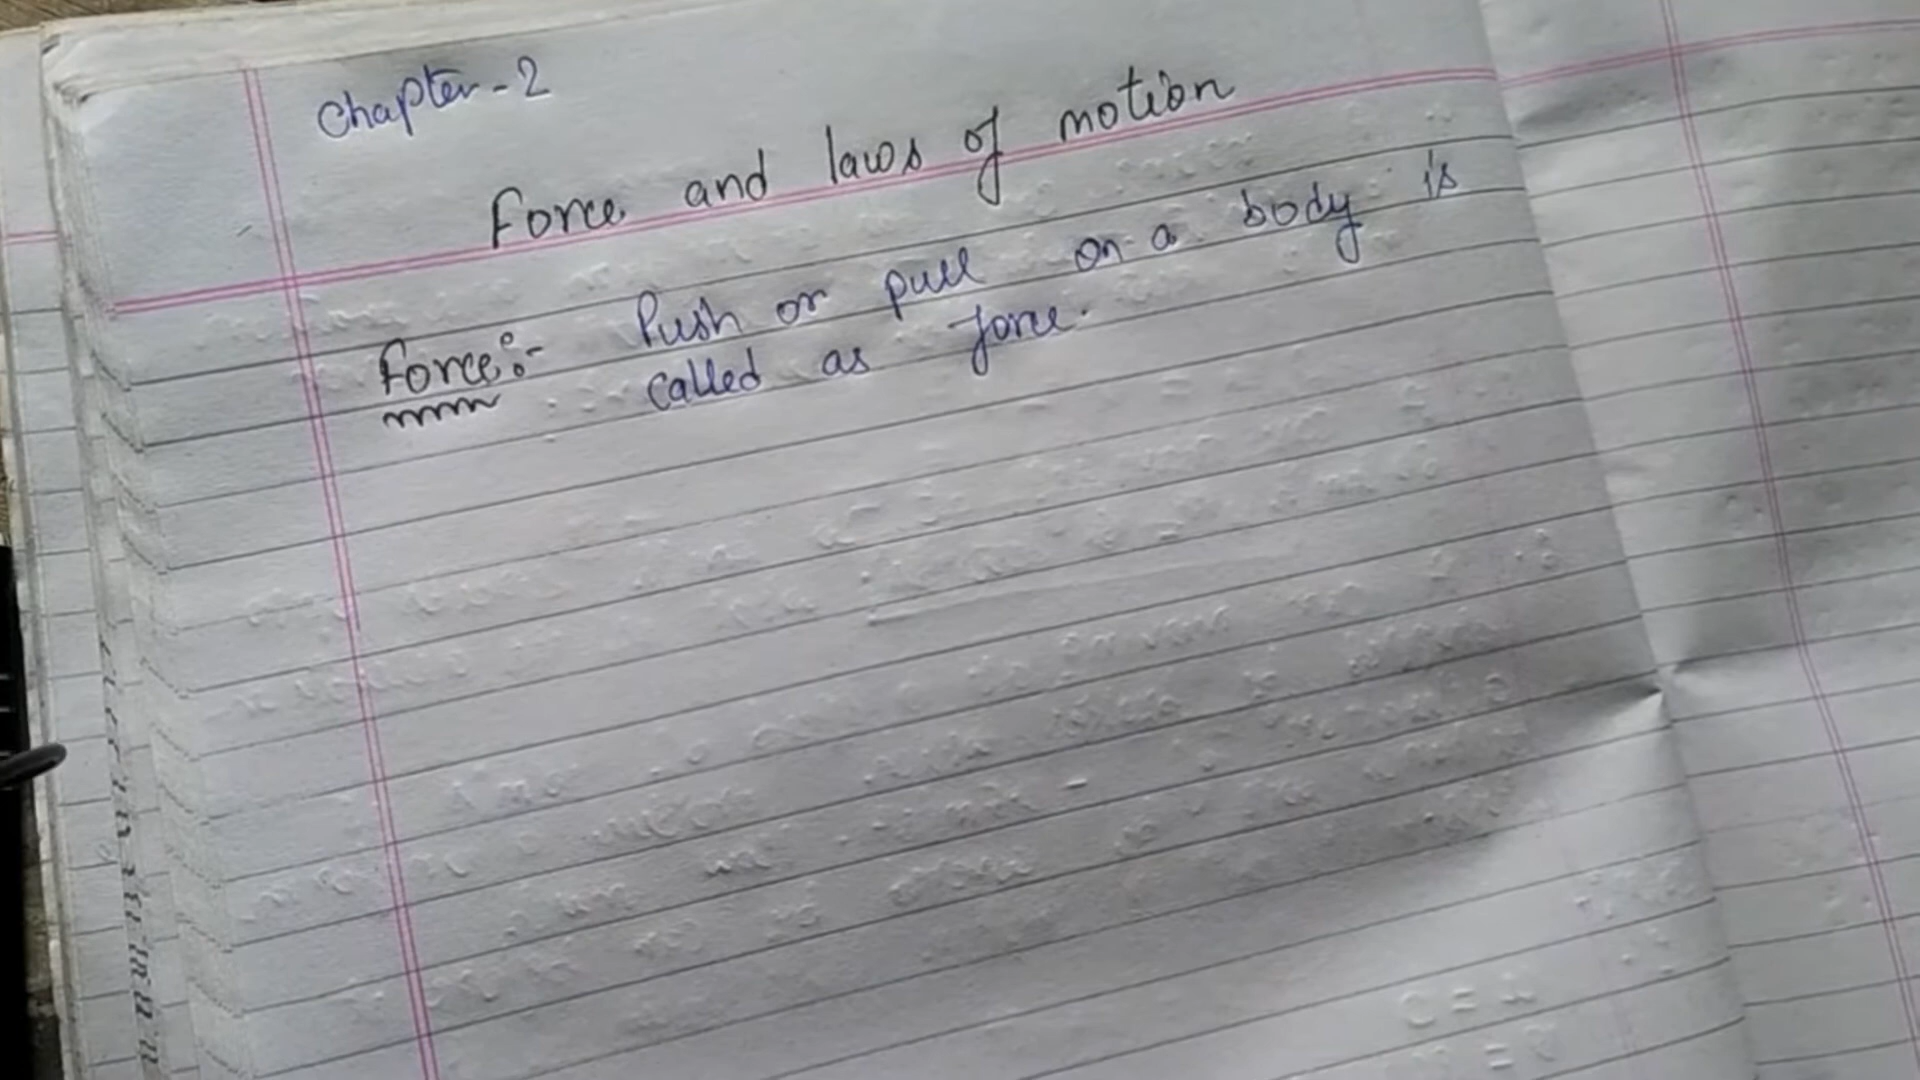 Chapter-2
Force and laws of motion
Force:- Push or pull on a body is
called as force.